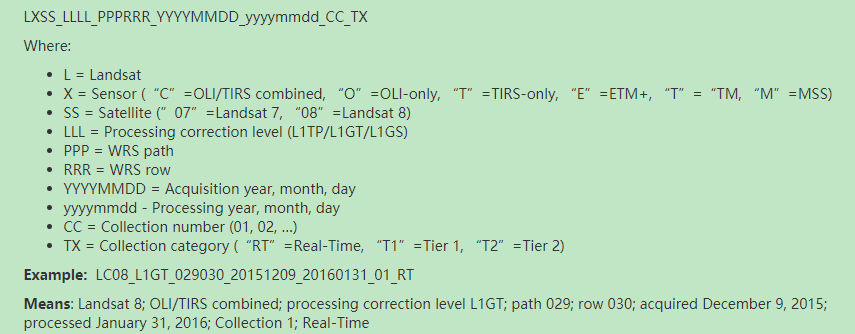 LXSS_LLLL_PPPRRR_YYYYMMDD_yyyymmdd_CC_TX
Where:
• L = Landsat
• X = Sensor (“C”=OLI/TIRS combined, “O”=OLI-only, “T”=TIRS-only, “E”=ETM+, “T”=“TM, “M”=MSS)
• SS = Satellite (”07”=Landsat 7, “08”=Landsat 8)
• LLL = Processing correction level (L1TP/L1GT/L1GS)
• PPP = WRS path
• RRR = WRS row
• YYYYMMDD = Acquisition year, month, day
• yyyymmdd - Processing year, month, day
• CC = Collection number (01, 02, ...)
• TX = Collection category (“RT”=Real-Time, “T1”=Tier 1, “T2”=Tier 2)
Example: LC08_L1GT_029030_20151209_20160131_01_RT
Means: Landsat 8; OLI/TIRS combined; processing correction level L1GT; path 029; row 030; acquired December 9, 2015;
processed January 31, 2016; Collection 1; Real-Time